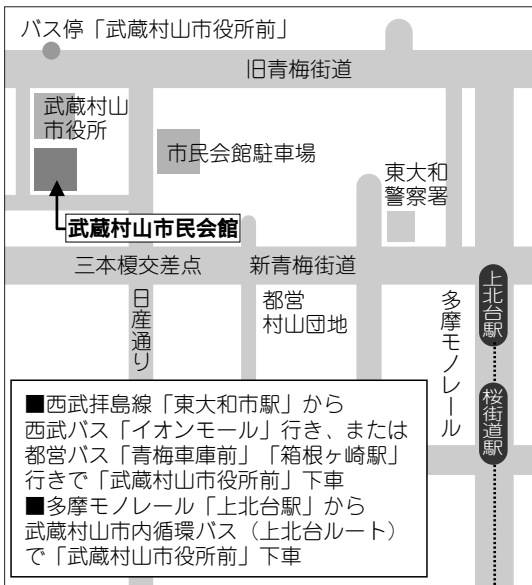 バス停「武蔵村山市役所前」
旧青梅街道
武蔵村山
市役所
市民会館駐車場
東大和
警察署
武蔵村山市民会館
三本榎交差点
新青梅街道
上北台駅
日産通り
都営
村山団地
多摩モノレール
桜街道駅
■西武拝島線「東大和市駅」から
西武バス「イオンモール」行き、または
都営バス「青梅車庫前」「箱根ヶ崎駅」
行きで「武蔵村山市役所前」下車
■多摩モノレール「上北台駅」から
武蔵村山市内循環バス（上北台ルート）
で「武蔵村山市役所前」下車